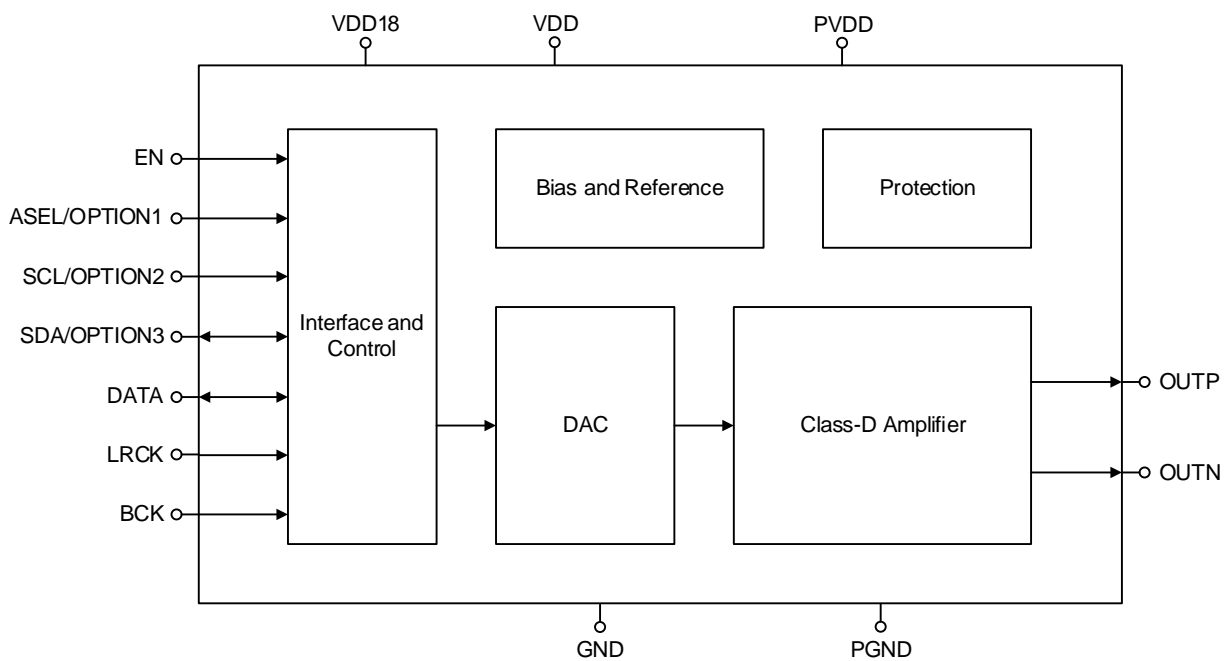 VDD18
VDD
PVDD
EN
ASEL/OPTION1
SCL/OPTION2
SDA/OPTION3
DATA
LRCK
BCK
Interface and
Control
Bias and Reference
Protection
DAC
Class-D Amplifier
OUTP
OUTN
GND
PGND